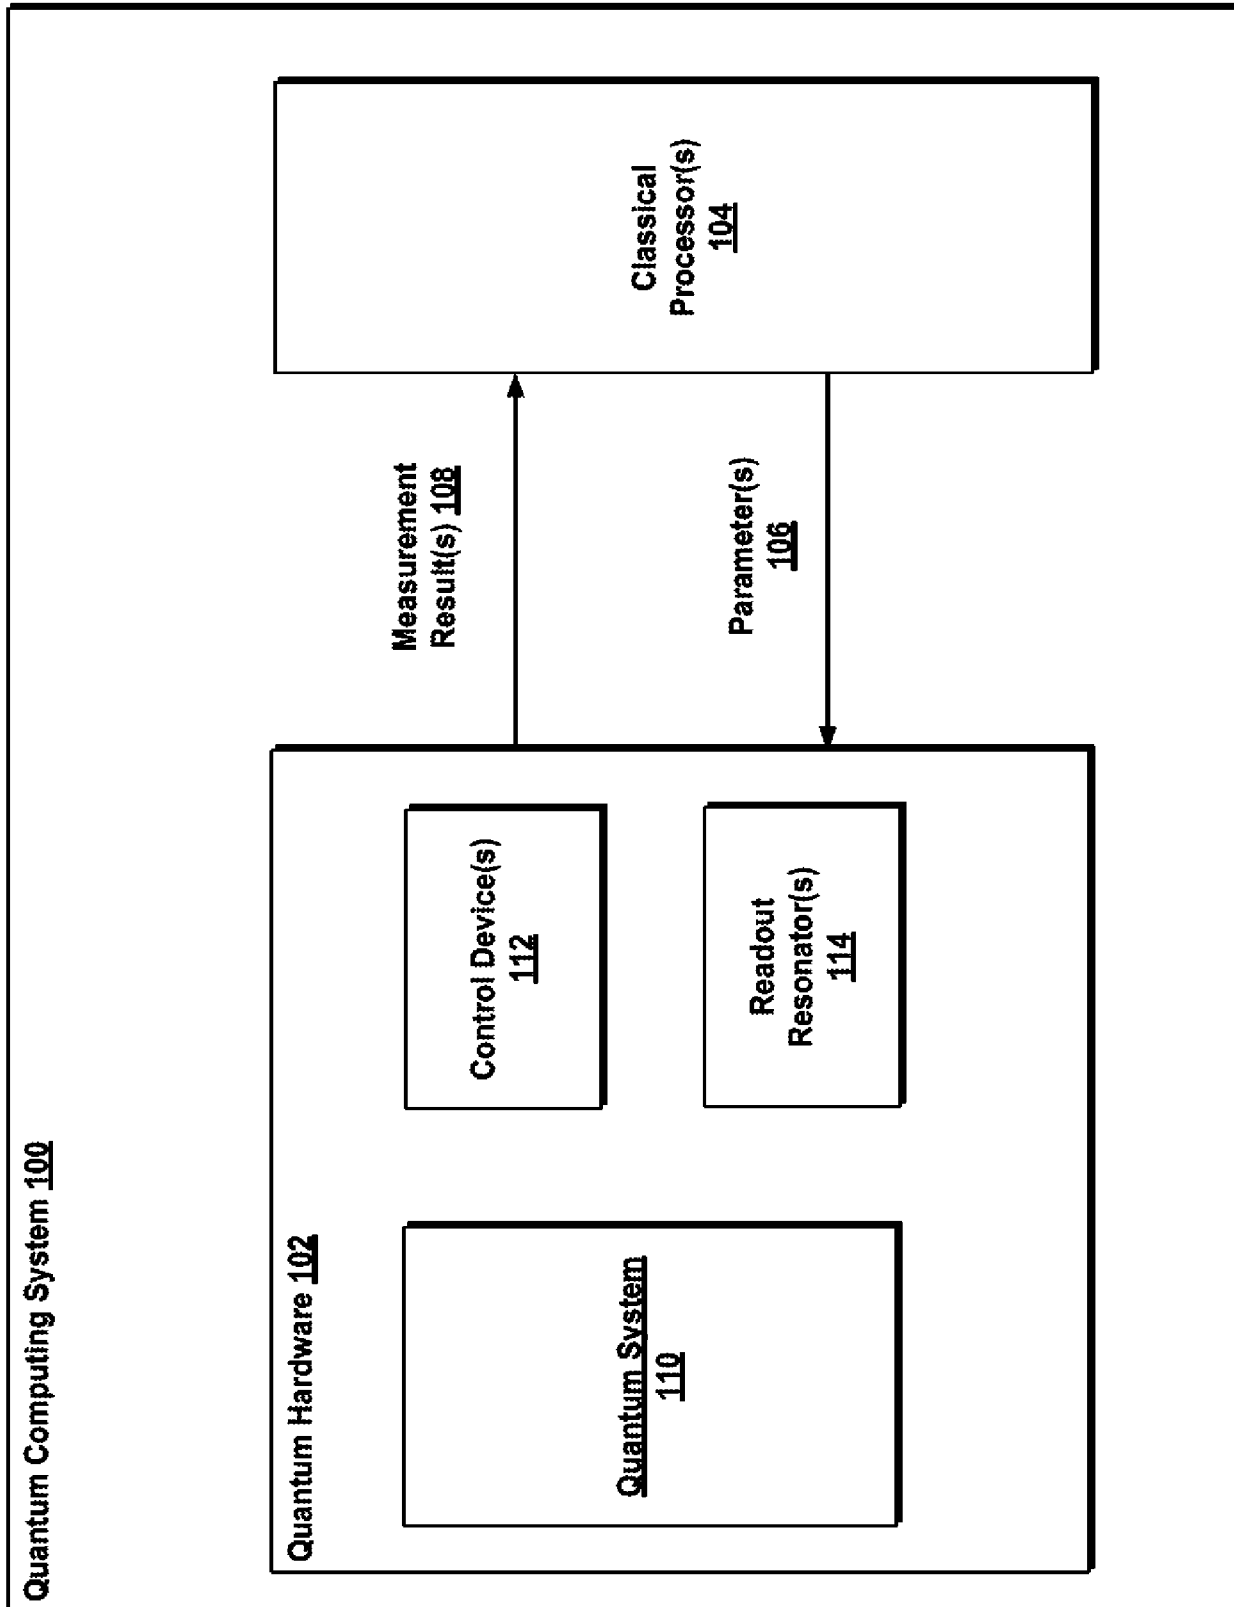 Quantum Computing System 100
Quantum Hardware 102
Quantum System
110
Control Device(s)
112
Readout
Resonator(s)
114
Measurement
Result(s) 108
Parameter(s)
106
Classical
Processor(s)
104